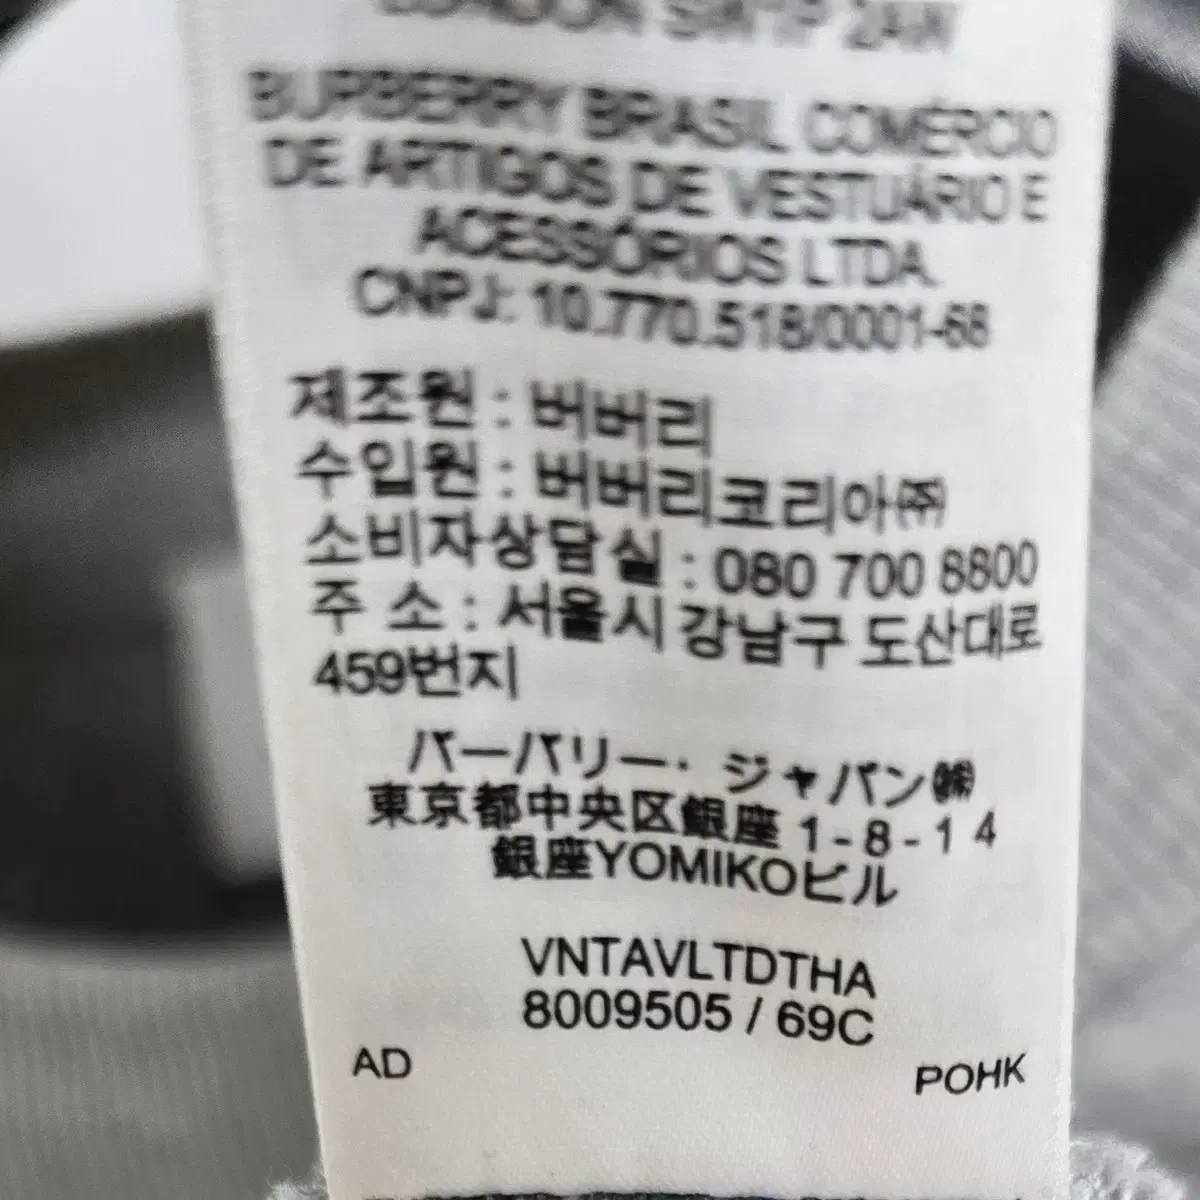 LONDON SW1P 2AW
BURBERRY BRASIL COMÉRCIO
DE ARTIGOS DE VESTUÁRIO E
ACESSÓRIOS LTDA.
CNPJ: 10.770.518/0001-68
제조원 : 버버리
수입원 : 버버리코리아㈜
소비자상담실 : 080 700 8800
주 소 : 서울시 강남구 도산대로
459번지
バーバリー・ジャパン㈱
東京都中央区銀座 1-8-14
銀座YOMIKOビル
VNTAVLTDTHA
8009505 / 69C
AD
POHK